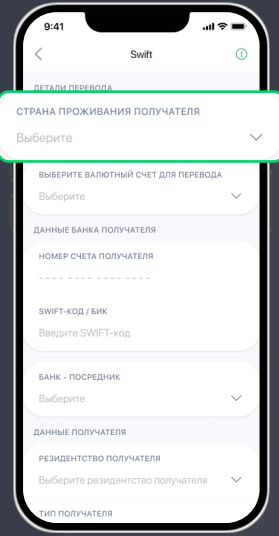 9:41
Swift
ДЕТАЛИ ПЕРЕВОДА
СТРАНА ПРОЖИВАНИЯ ПОЛУЧАТЕЛЯ
Выберите
ВЫБЕРИТЕ ВАЛЮТНЫЙ СЧЕТ ДЛЯ ПЕРЕВОДА
Выберите
ДАННЫЕ БАНКА ПОЛУЧАТЕЛЯ
НОМЕР СЧЕТА ПОЛУЧАТЕЛЯ
---- ---- ---- ---- ----
SWIFT-КОД / БИК
Введите SWIFT-код
БАНК - ПОСРЕДНИК
Выберите
ДАННЫЕ ПОЛУЧАТЕЛЯ
РЕЗИДЕНТСТВО ПОЛУЧАТЕЛЯ
Выберите резидентство получателя
ТИП ПОЛУЧАТЕЛЯ